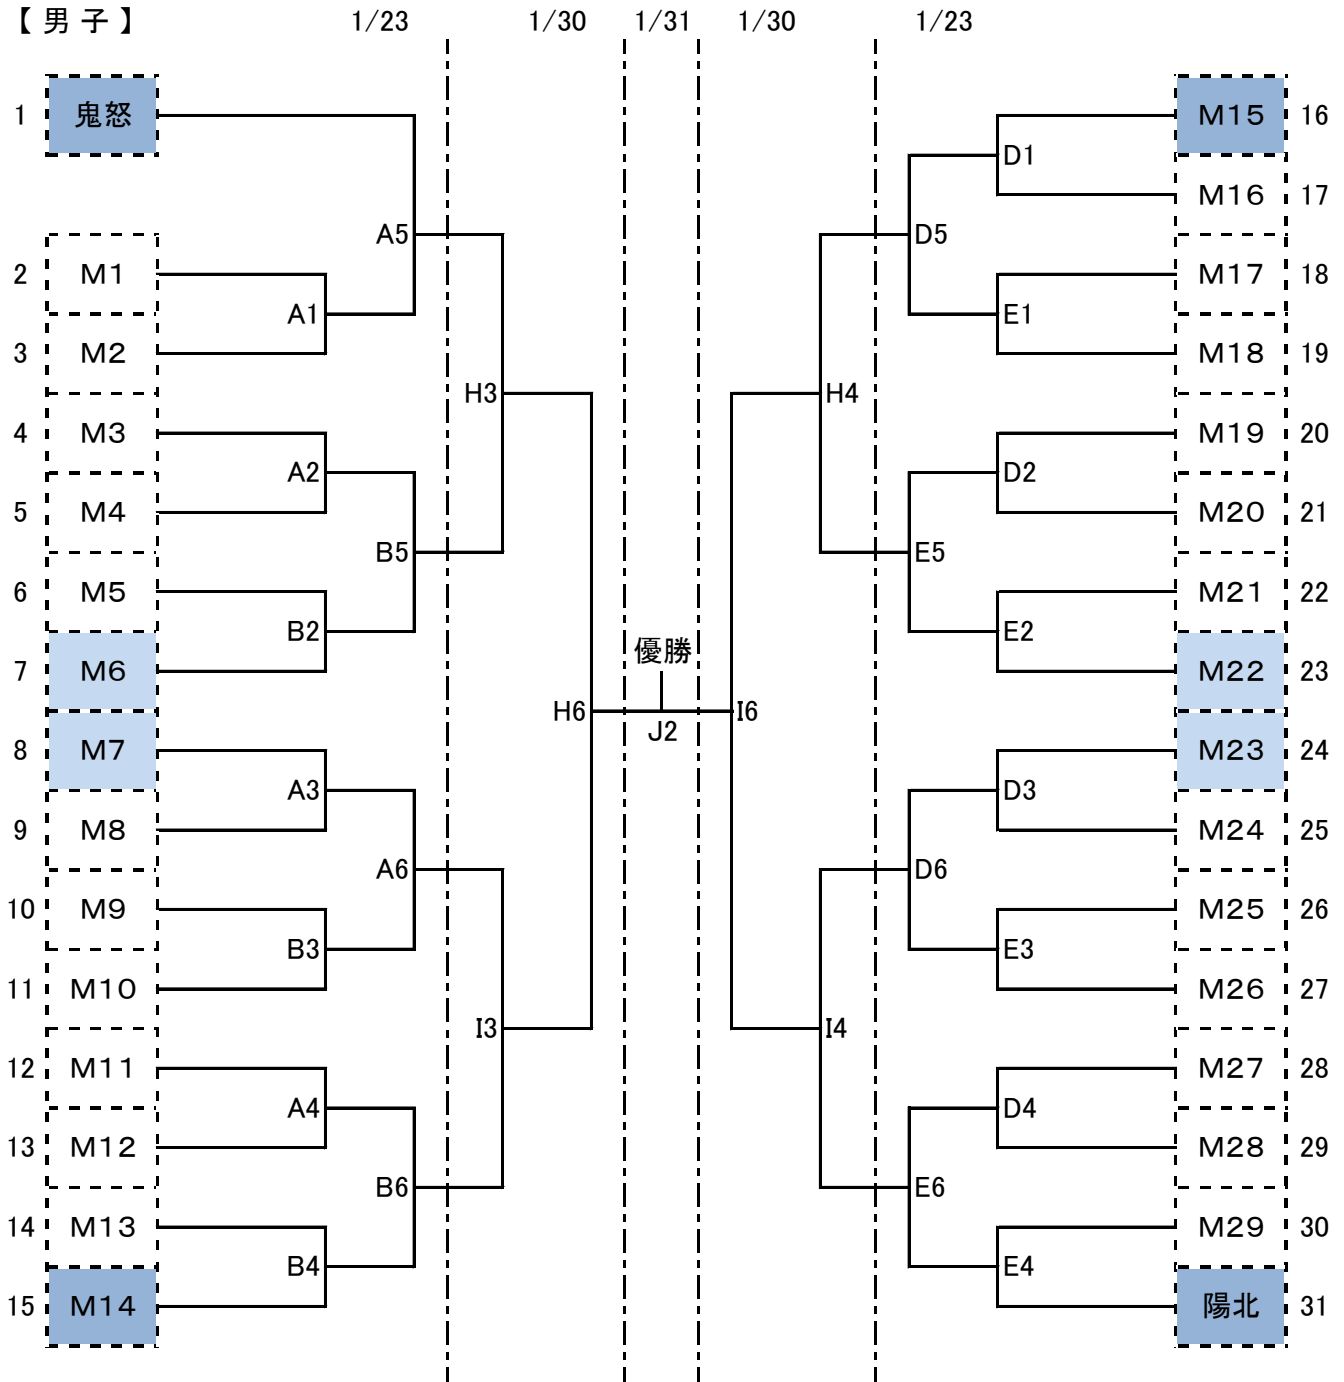 【 男 子 】 1/23 1/30 1/31 1/30 1/23
1 鬼怒 M15 16
D1
M16 17
A5 D5
2 M1 M17 18
A1 E1
3 M2 M18 19
H3 H4
4 M3 M19 20
A2 D2
5 M4 M20 21
B5 E5
6 M5 M21 22
B2 E2
優勝
7 M6 M22 23
H6 J2 I6
8 M7 M23 24
A3 D3
9 M8 M24 25
A6 D6
10 M9 M25 26
B3 E3
11 M10 M26 27
I3 I4
12 M11 M27 28
A4 D4
13 M12 M28 29
B6 E6
14 M13 M29 30
B4 E4
15 M14 陽北 31